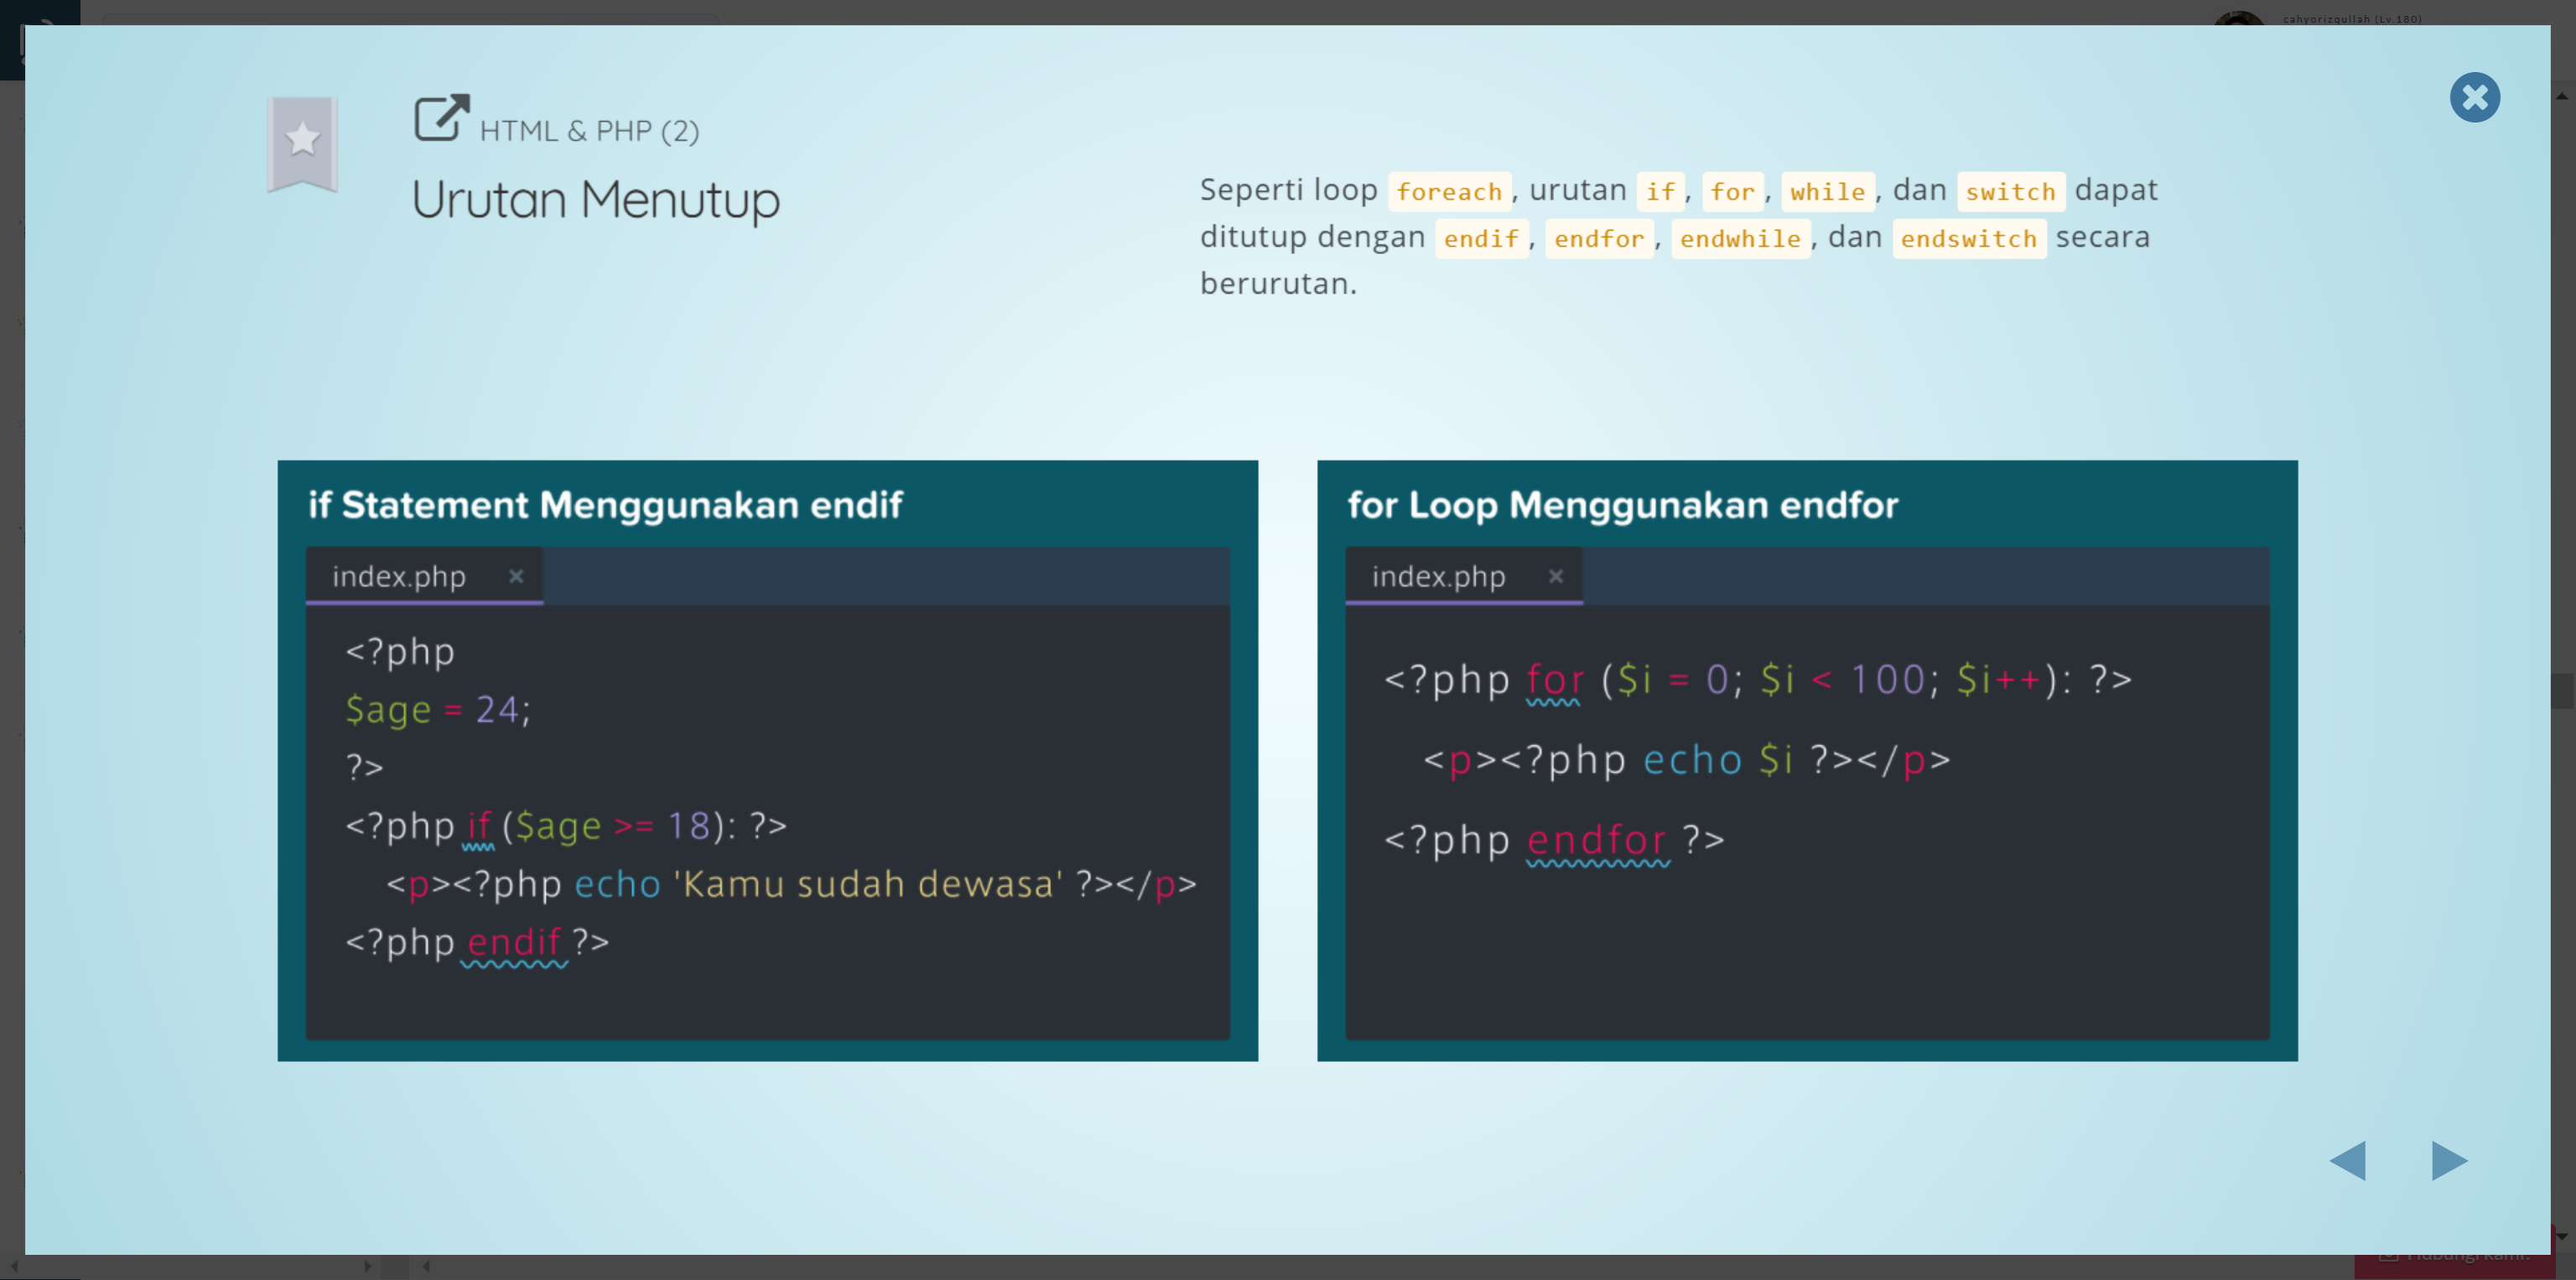 cahyorizqullah (Lv.180)
HTML & PHP (2)
Urutan Menutup
Seperti loop foreach, urutan if, for, while, dan switch dapat
ditutup dengan endif, endfor, endwhile, dan endswitch secara
berurutan.
if Statement Menggunakan endif
index.php ×
<?php
$age = 24;
?>
<?php if ($age >= 18): ?>
<p><?php echo 'Kamu sudah dewasa' ?></p>
<?php endif ?>
for Loop Menggunakan endfor
index.php ×
<?php for ($i = 0; $i < 100; $i++): ?>
<p><?php echo $i ?></p>
<?php endfor ?>
Hubungi kami.